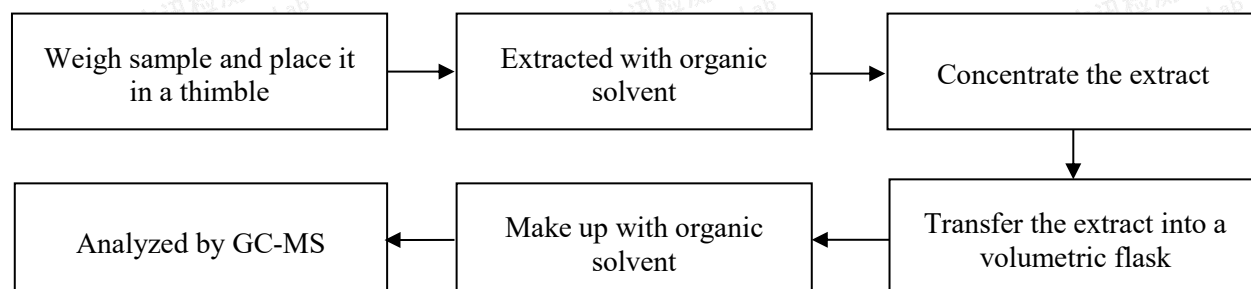 Weigh sample and place it
in a thimble
Extracted with organic
solvent
Concentrate the extract
Transfer the extract into a
volumetric flask
Make up with organic
solvent
Analyzed by GC-MS